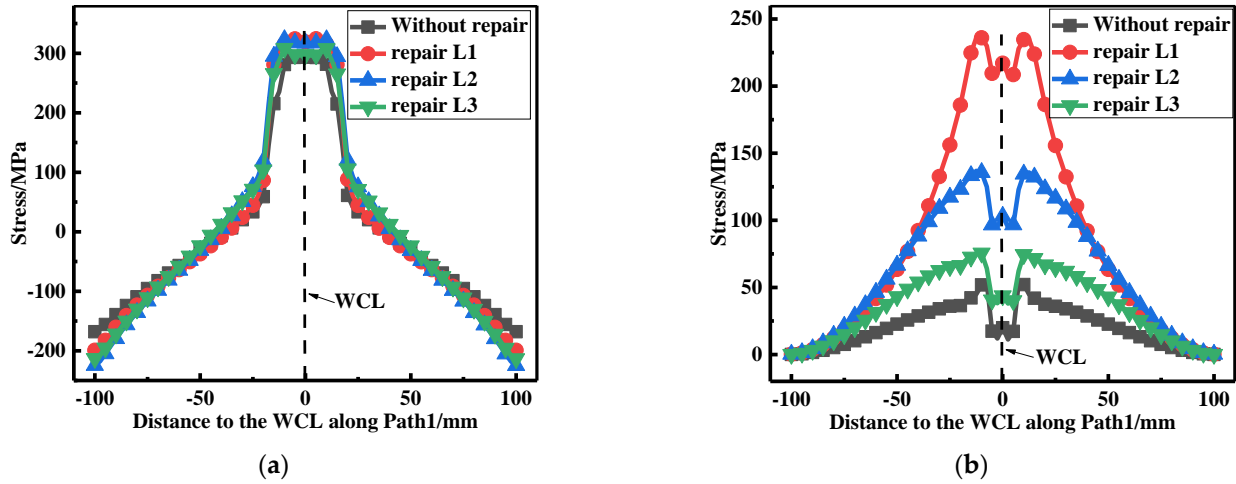 Without repair
repair L1
repair L2
repair L3
300
200
100
0
-100
-200
Stress/MPa
WCL
-100
-50
0
50
100
Distance to the WCL along Path1/mm
(a)
Without repair
repair L1
repair L2
repair L3
250
200
150
100
50
0
Stress/MPa
WCL
-100
-50
0
50
100
Distance to the WCL along Path1/mm
(b)